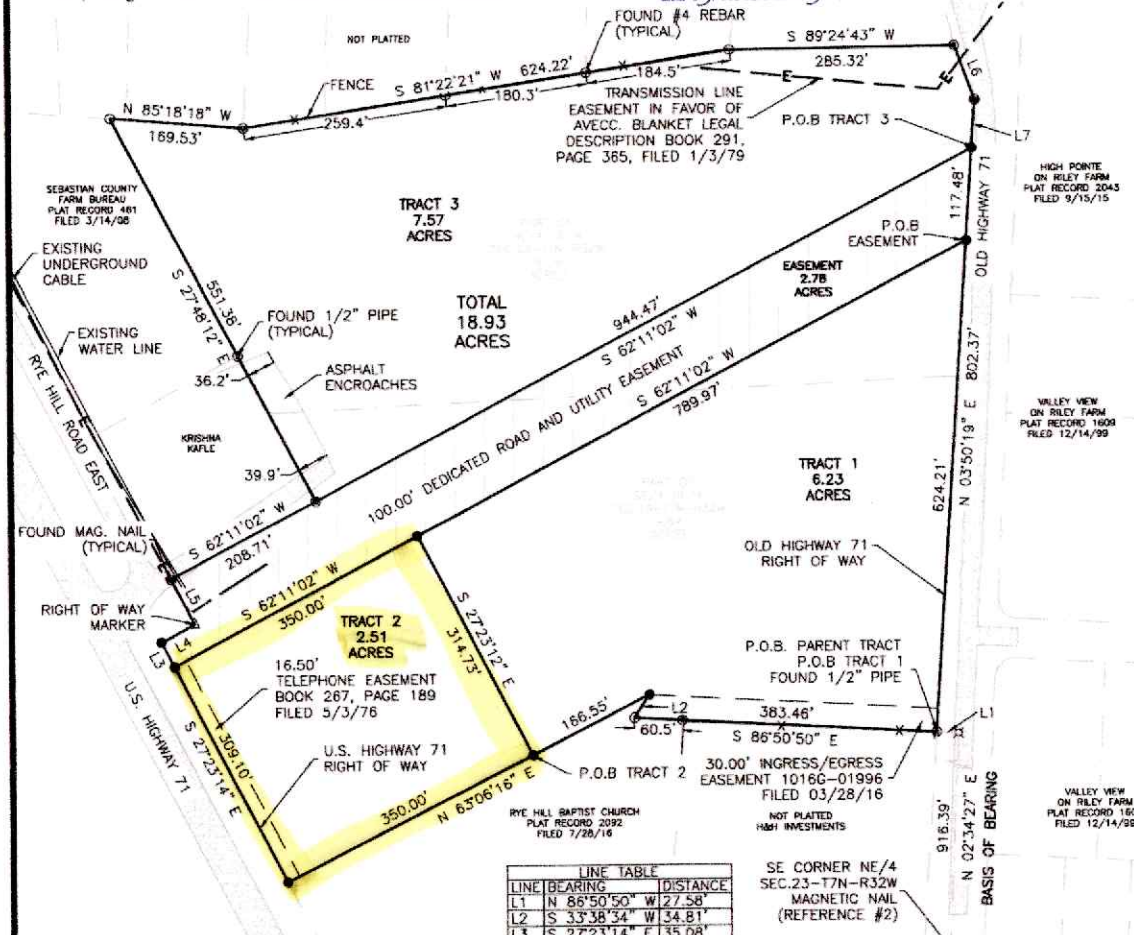 NOT PLATTED
FOUND #4 REBAR
(TYPICAL)
S 89°24'43" W
285.32'
L6
FENCE
S 81°22'21" W 624.22'
184.5'
180.3'
259.4'
E
E
N 85°18'18" W
169.53'
TRANSMISSION LINE
EASEMENT IN FAVOR OF
AVECC. BLANKET LEGAL
DESCRIPTION BOOK 291,
PAGE 365, FILED 1/3/79
P.O.B TRACT 3
L7
HIGH POINTE
ON RILEY FARM
PLAT RECORD 2043
FILED 9/15/15
SEBASTIAN COUNTY
FARM BUREAU
PLAT RECORD 461
FILED 3/14/08
TRACT 3
7.57
ACRES
117.48'
OLD HIGHWAY 71
P.O.B
EASEMENT
EXISTING
UNDERGROUND
CABLE
551.38'
S 27°48'12" E
EASEMENT
2.78
ACRES
TOTAL
18.93
ACRES
944.47'
S 62°11'02" W
FOUND 1/2" PIPE
(TYPICAL)
EXISTING
WATER LINE
36.2'
ASPHALT
ENCROACHES
RYE HILL ROAD EAST
E
KRISHNA
KAFLE
39.9'
100.00' DEDICATED ROAD AND UTILITY EASEMENT
S 62°11'02" W
789.97'
N 03°50'19" E 802.37'
624.21'
VALLEY VIEW
ON RILEY FARM
PLAT RECORD 1609
FILED 12/14/99
TRACT 1
6.23
ACRES
FOUND MAG. NAIL
(TYPICAL)
S 62°11'02" W
208.71'
E
L5
OLD HIGHWAY 71
RIGHT OF WAY
RIGHT OF WAY
MARKER
L4
L3
S 62°11'02" W
350.00'
TRACT 2
2.51
ACRES
S 27°23'12" E
314.73'
16.50'
TELEPHONE EASEMENT
BOOK 267, PAGE 189
FILED 5/3/76
P.O.B. PARENT TRACT
P.O.B TRACT 1
FOUND 1/2" PIPE
U.S. HIGHWAY 71
S 27°23'14" E
309.10'
U.S. HIGHWAY 71
RIGHT OF WAY
166.55'
L2
60.5'
383.46'
S 86°50'50" E
L1
P.O.B TRACT 2
30.00' INGRESS/EGRESS
EASEMENT 1016G-01996
FILED 03/28/16
350.00'
N 63°06'16" E
RYE HILL BAPTIST CHURCH
PLAT RECORD 2092
FILED 7/28/16
NOT PLATTED
H&H INVESTMENTS
916.39'
N 02°34'27" E
BASIS OF BEARING
VALLEY VIEW
ON RILEY FARM
PLAT RECORD 160
FILED 12/14/99
SE CORNER NE/4
SEC.23-T7N-R32W
MAGNETIC NAIL
(REFERENCE #2)
LINE TABLE
LINE BEARING DISTANCE
L1 N 86°50'50" W 27.58'
L2 S 33°38'34" W 34.81'
L3 S 27°23'14" E 35.08'